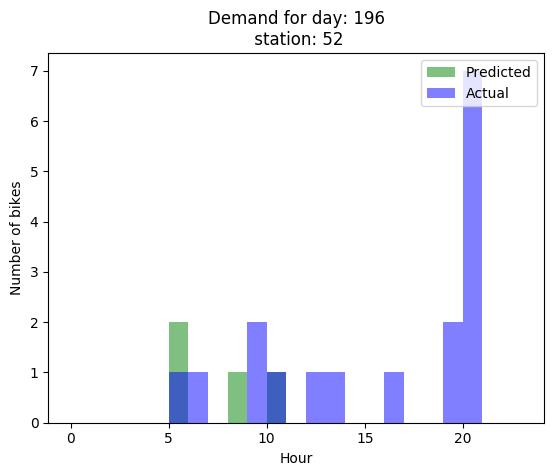 Demand for day: 196
station: 52
Predicted
Actual
Number of bikes
7
6
5
4
3
2
1
0
0
5
10
15
20
Hour